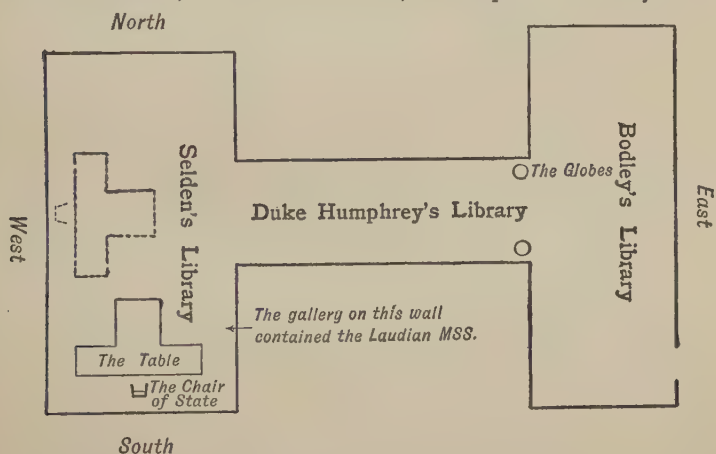 North
West
Selden's Library
Duke Humphrey's Library
The Globes
Bodley's Library
East
The gallery on this wall
contained the Laudian MSS.
The Table
The Chair
of State
South